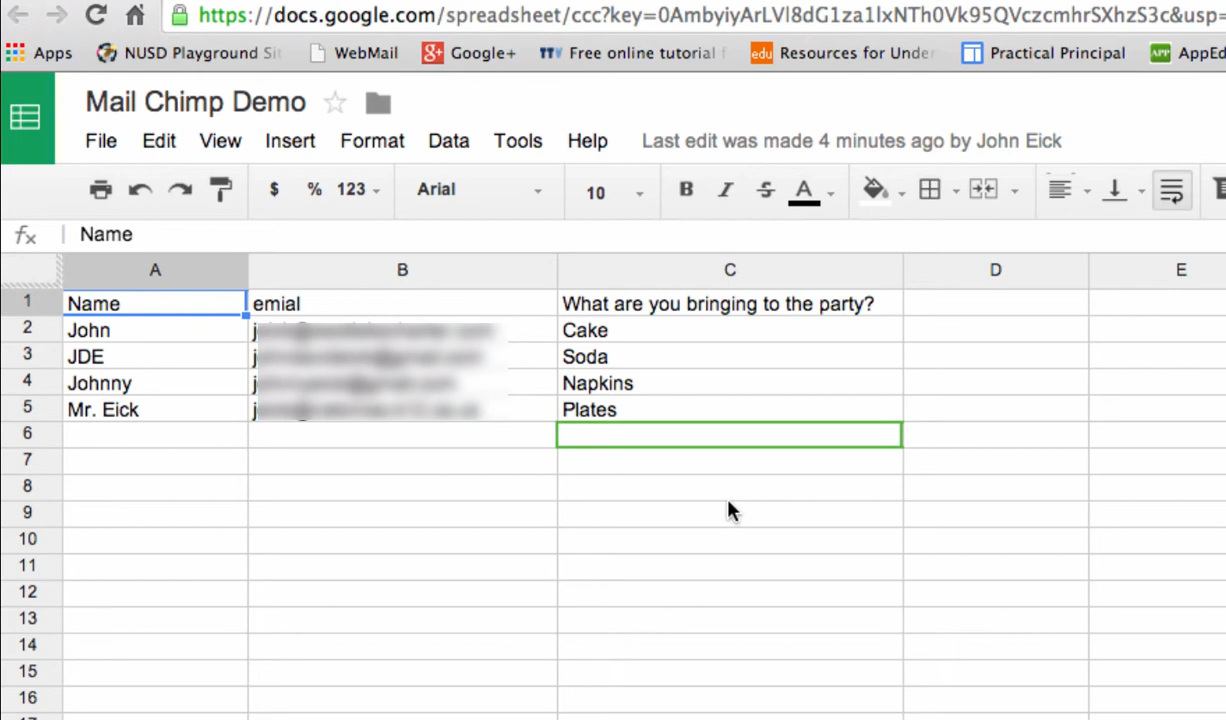 https://docs.google.com/spreadsheet/ccc?key=0AmbyiyArLVl8dG1za1lxNTh0Vk95QVczcmhrSXhzS3c&usp=
Apps NUSD Playground Sit WebMail Google+ Free online tutorial Resources for Under Practical Principal AppEd
Mail Chimp Demo
File Edit View Insert Format Data Tools Help Last edit was made 4 minutes ago by John Eick
$ % 123 Arial 10 B I S A
fx Name
A B C D E
1 Name emial What are you bringing to the party?
2 John j Cake
3 JDE j Soda
4 Johnny j Napkins
5 Mr. Eick j Plates
6
7
8
9
10
11
12
13
14
15
16